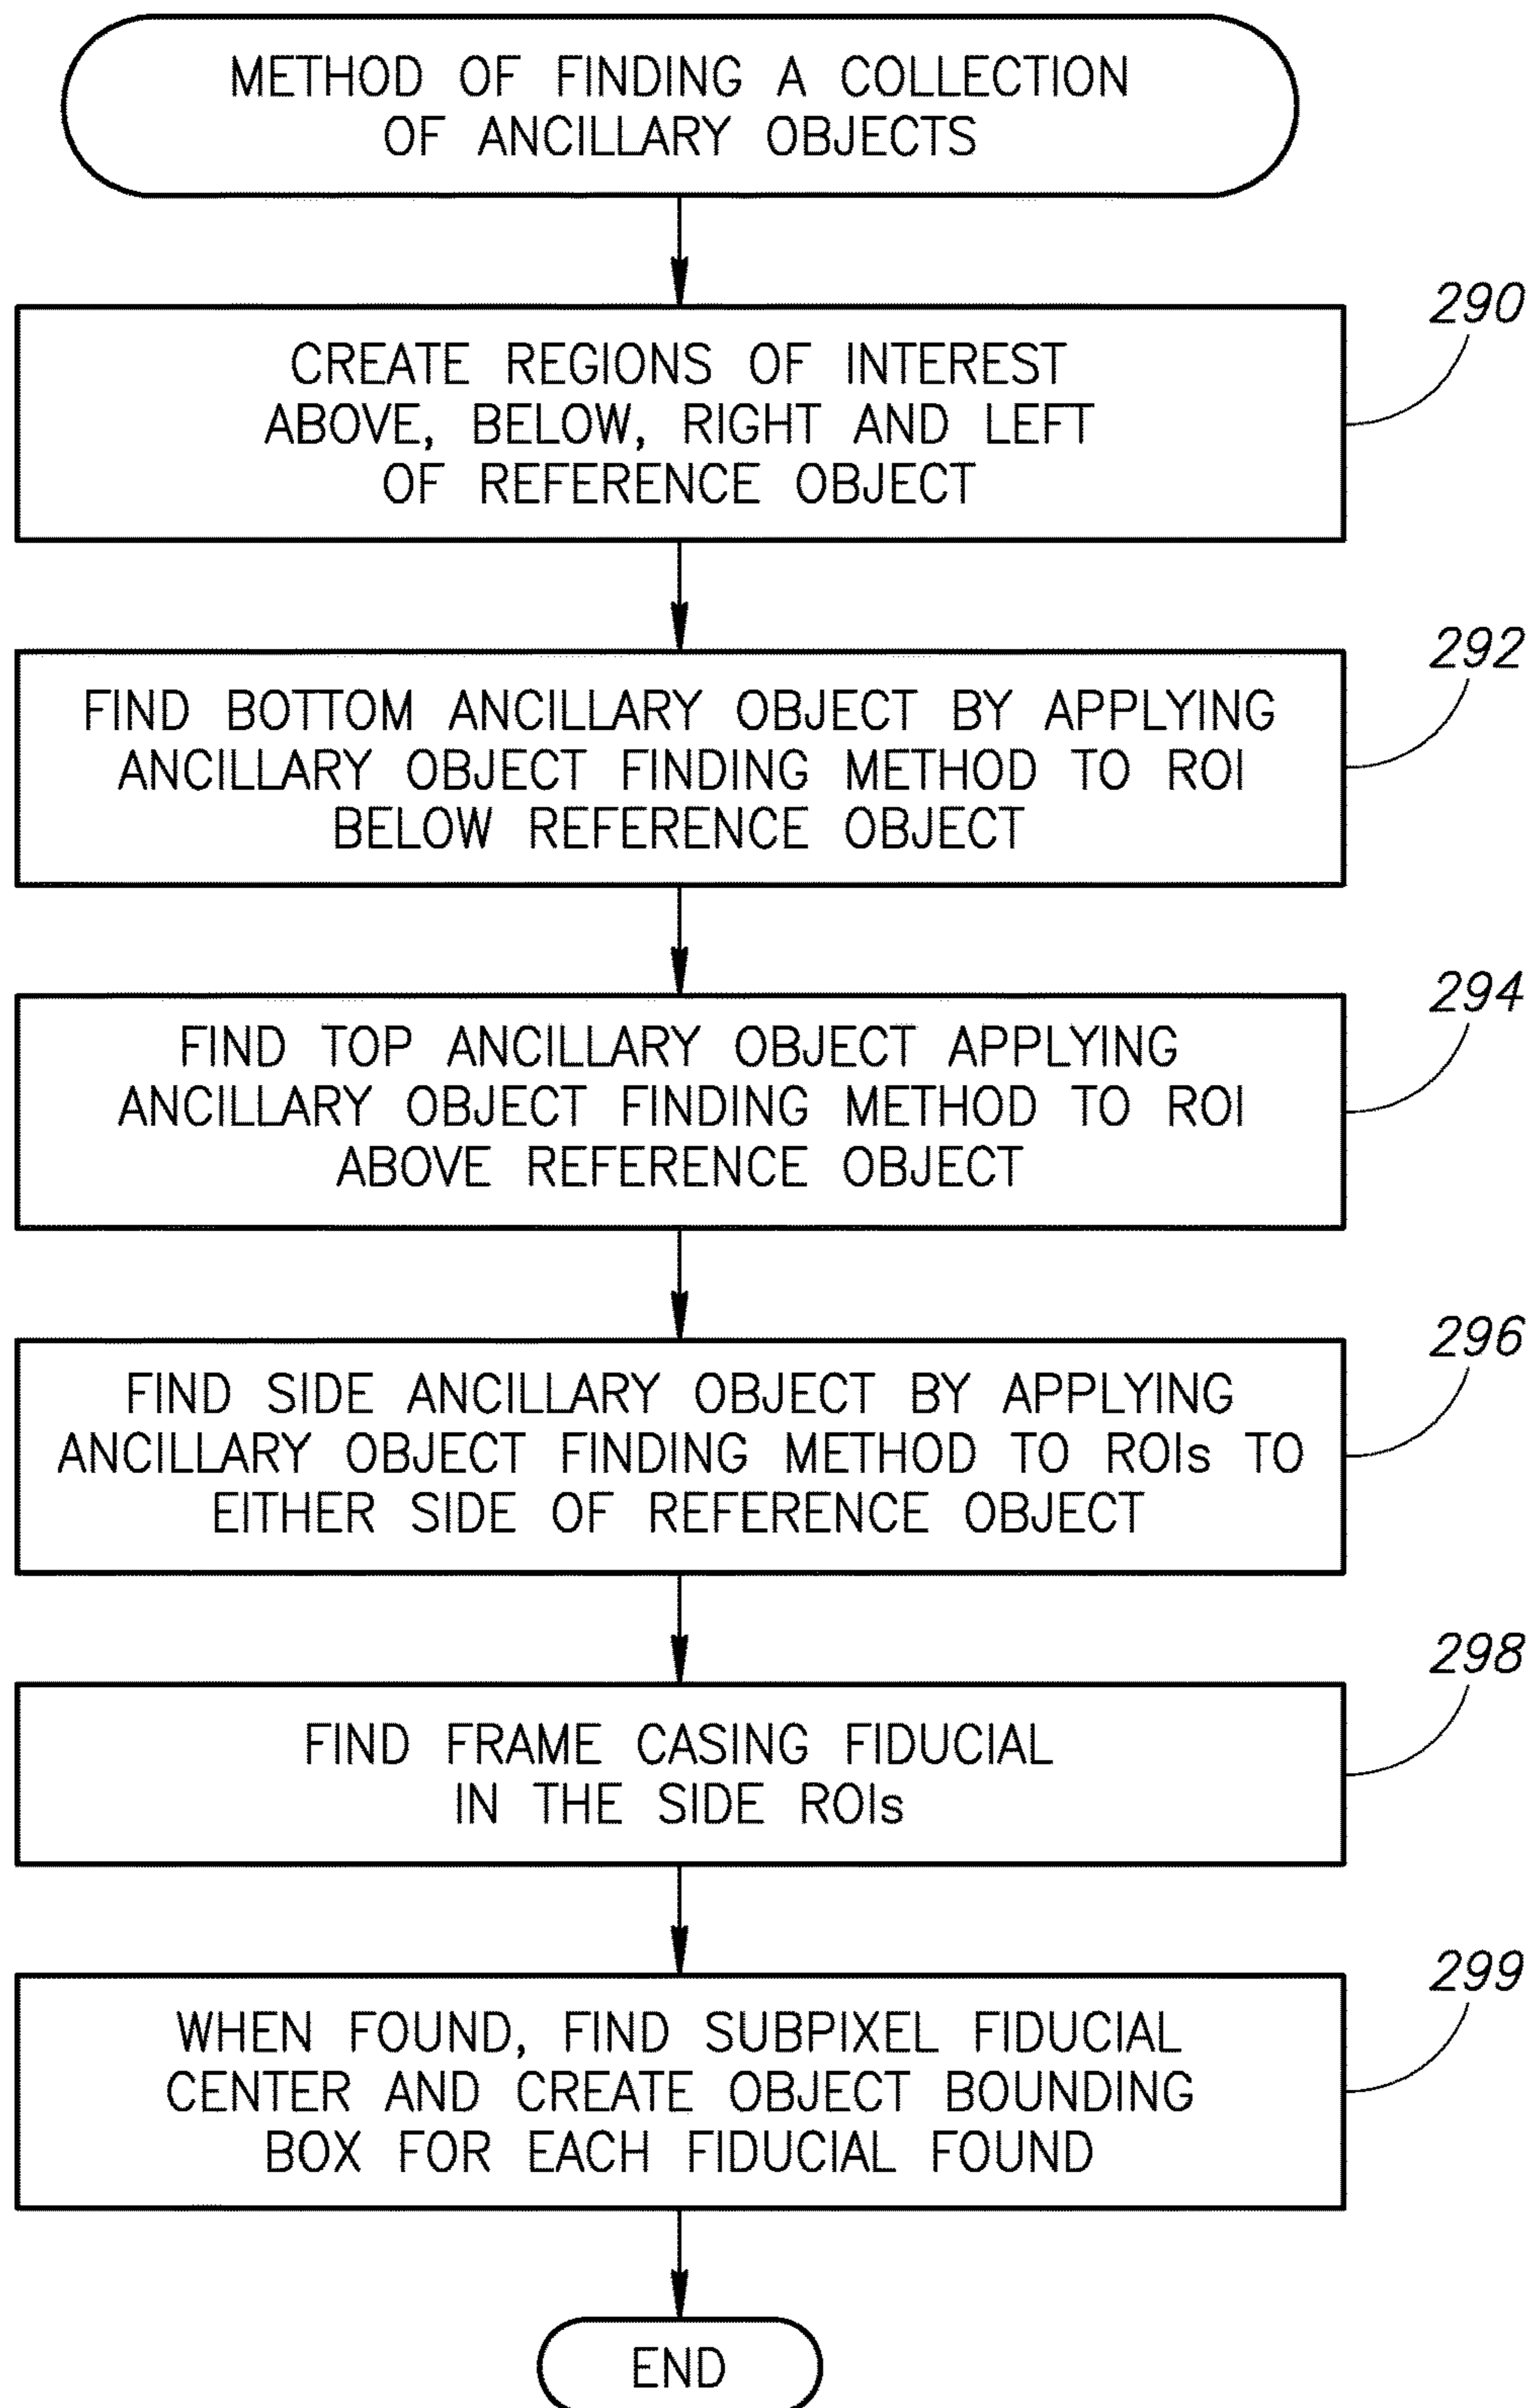 METHOD OF FINDING A COLLECTION
OF ANCILLARY OBJECTS
290
CREATE REGIONS OF INTEREST
ABOVE, BELOW, RIGHT AND LEFT
OF REFERENCE OBJECT
292
FIND BOTTOM ANCILLARY OBJECT BY APPLYING
ANCILLARY OBJECT FINDING METHOD TO ROI
BELOW REFERENCE OBJECT
294
FIND TOP ANCILLARY OBJECT APPLYING
ANCILLARY OBJECT FINDING METHOD TO ROI
ABOVE REFERENCE OBJECT
296
FIND SIDE ANCILLARY OBJECT BY APPLYING
ANCILLARY OBJECT FINDING METHOD TO ROIs TO
EITHER SIDE OF REFERENCE OBJECT
298
FIND FRAME CASING FIDUCIAL
IN THE SIDE ROIs
299
WHEN FOUND, FIND SUBPIXEL FIDUCIAL
CENTER AND CREATE OBJECT BOUNDING
BOX FOR EACH FIDUCIAL FOUND
END